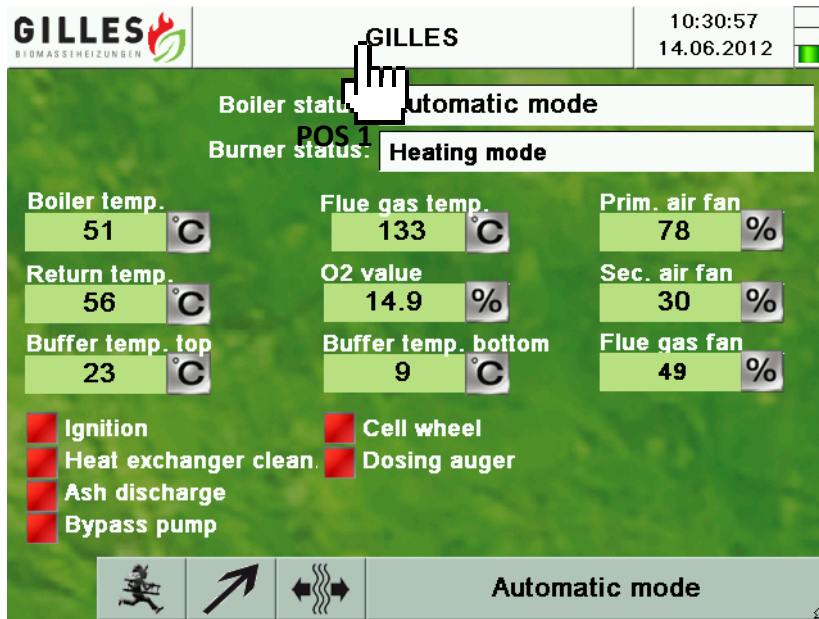 GILLES
BIOMASSEHEIZUNGEN
GILLES
10:30:57
14.06.2012
Boiler status: Automatic mode
POS 1
Burner status: Heating mode
Boiler temp. Flue gas temp. Prim. air fan
51 °C 133 °C 78 %
Return temp. O2 value Sec. air fan
56 °C 14.9 % 30 %
Buffer temp. top Buffer temp. bottom Flue gas fan
23 °C 9 °C 49 %
Ignition Cell wheel
Heat exchanger clean. Dosing auger
Ash discharge
Bypass pump
Automatic mode